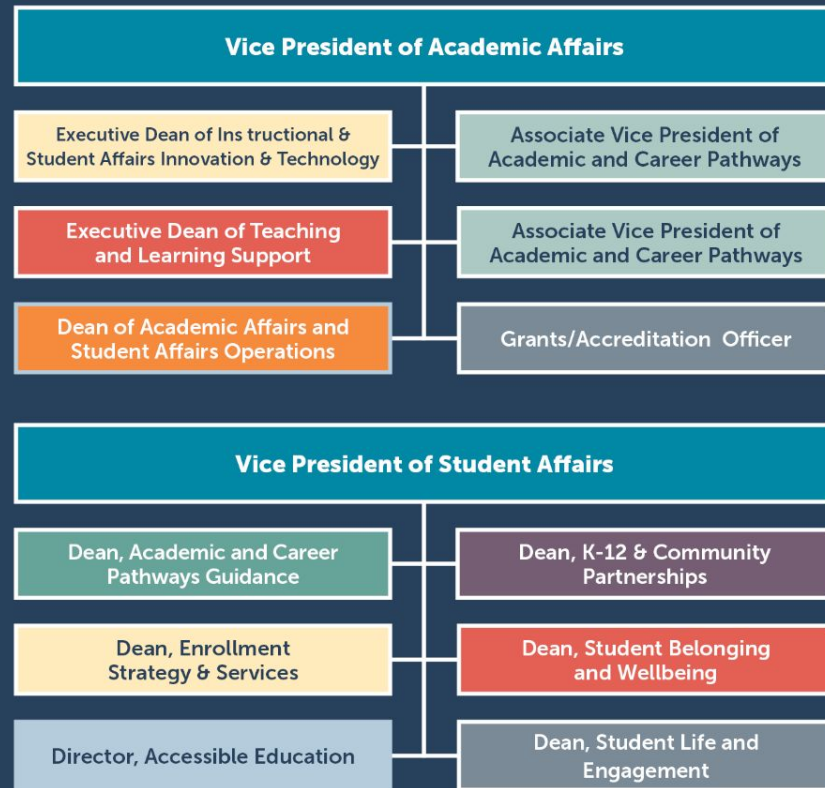 Vice President of Academic Affairs
Executive Dean of Ins tructional &
Student Affairs Innovation & Technology
Associate Vice President of
Academic and Career Pathways
Executive Dean of Teaching
and Learning Support
Associate Vice President of
Academic and Career Pathways
Dean of Academic Affairs and
Student Affairs Operations
Grants/Accreditation Officer
Vice President of Student Affairs
Dean, Academic and Career
Pathways Guidance
Dean, K-12 & Community
Partnerships
Dean, Enrollment
Strategy & Services
Dean, Student Belonging
and Wellbeing
Director, Accessible Education
Dean, Student Life and
Engagement